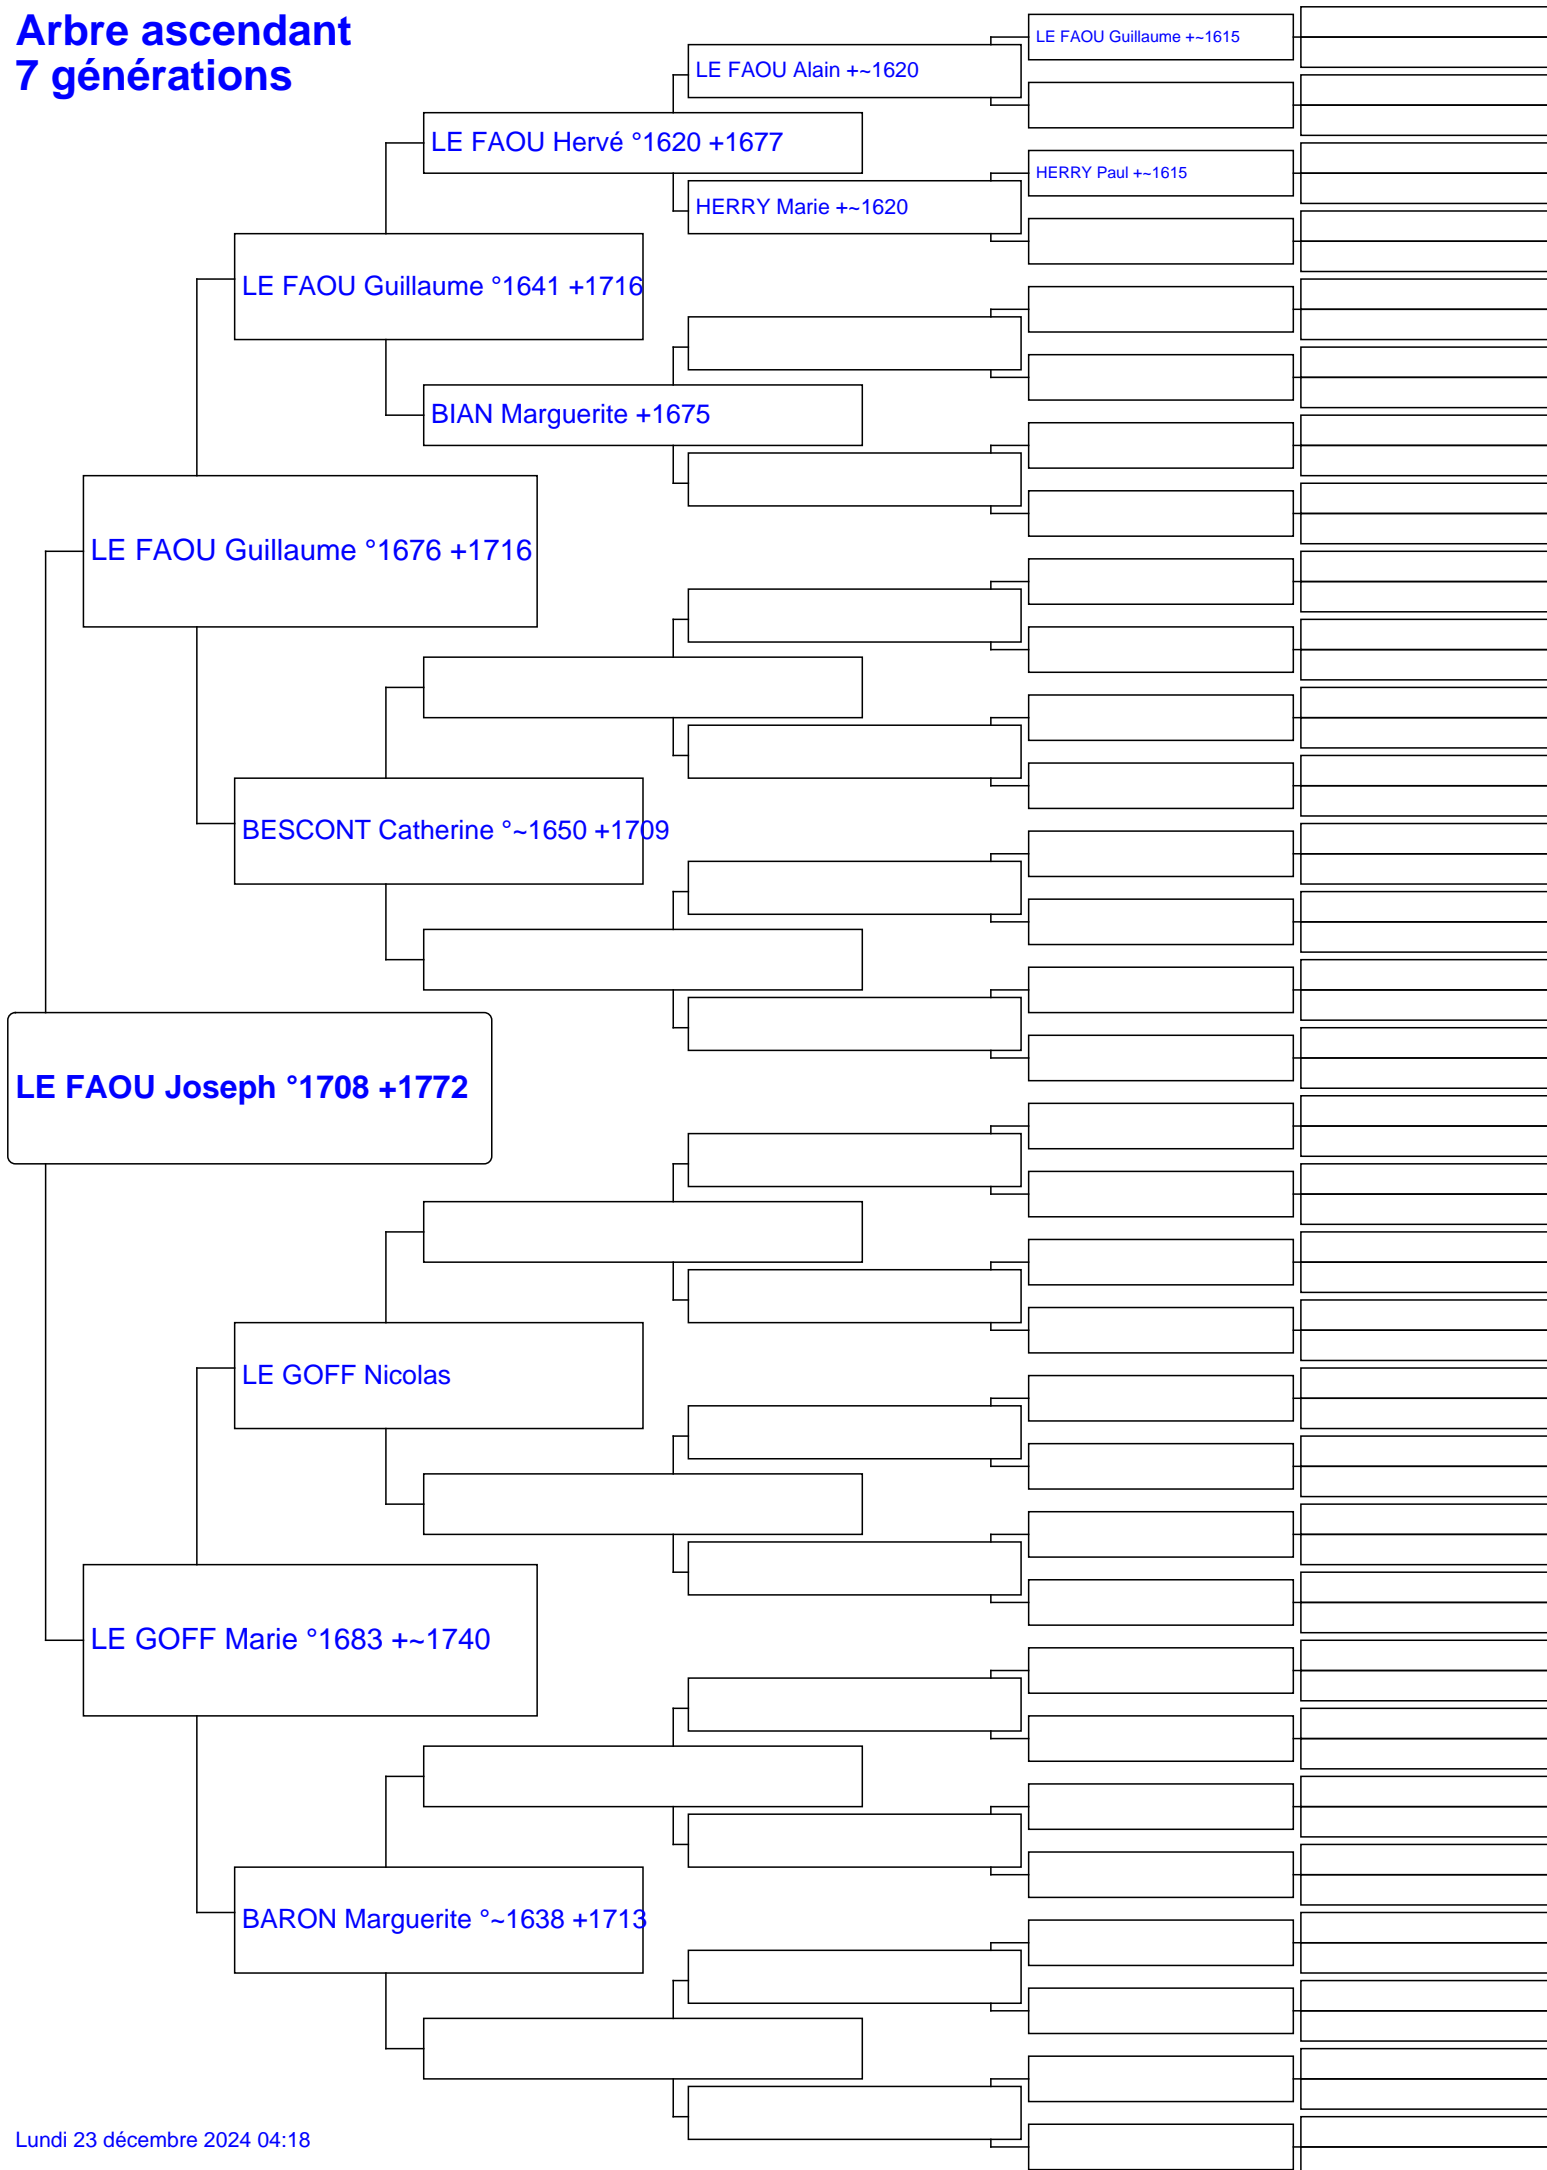 Arbre ascendant
7 générations
LE FAOU Guillaume +~1615
LE FAOU Alain +~1620
LE FAOU Hervé °1620 +1677
HERRY Paul +~1615
HERRY Marie +~1620
LE FAOU Guillaume °1641 +1716
BIAN Marguerite +1675
LE FAOU Guillaume °1676 +1716
BESCONT Catherine °~1650 +1709
LE FAOU Joseph °1708 +1772
LE GOFF Nicolas
LE GOFF Marie °1683 +~1740
BARON Marguerite °~1638 +1713
Lundi 23 décembre 2024 04:18